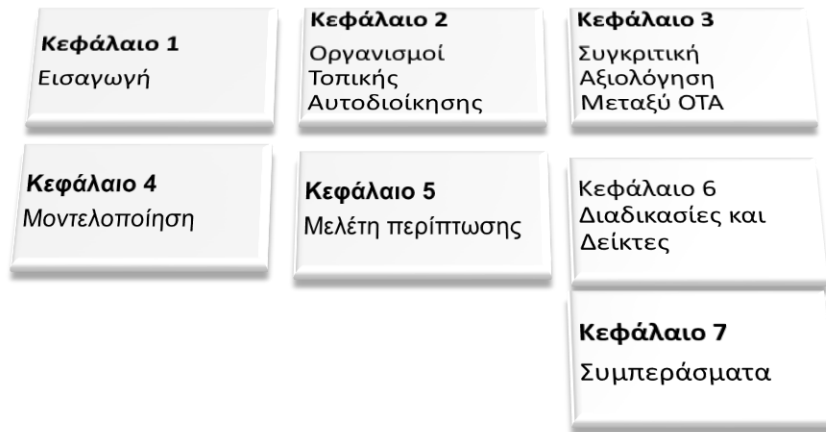 Κεφάλαιο 1
Εισαγωγή
Κεφάλαιο 2
Οργανισμοί
Τοπικής
Αυτοδιοίκησης
Κεφάλαιο 3
Συγκριτική
Αξιολόγηση
Μεταξύ ΟΤΑ
Κεφάλαιο 4
Μοντελοποίηση
Κεφάλαιο 5
Μελέτη περίπτωσης
Κεφάλαιο 6
Διαδικασίες και
Δείκτες
Κεφάλαιο 7
Συμπεράσματα